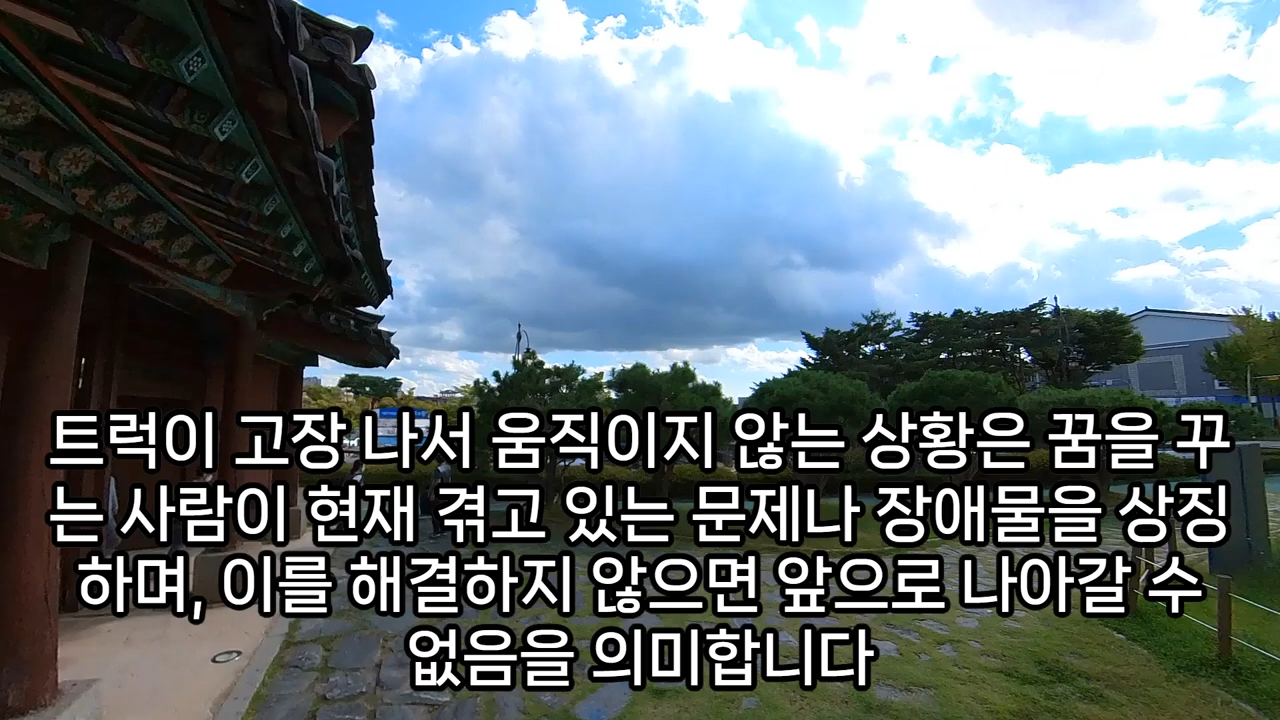 트럭이 고장 나서 움직이지 않는 상황은 꿈을 꾸
는 사람이 현재 겪고 있는 문제나 장애물을 상징
하며, 이를 해결하지 않으면 앞으로 나아갈 수
없음을 의미합니다